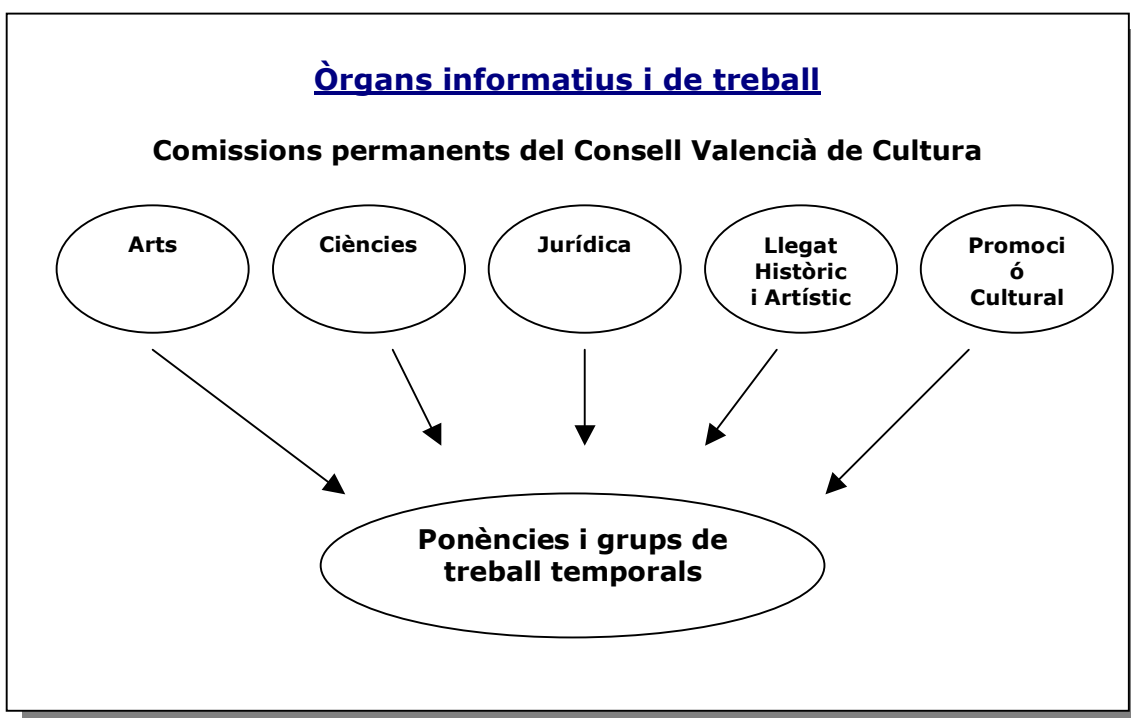 Òrgans informatius i de treball
Comissions permanents del Consell Valencià de Cultura
Arts
Ciències
Jurídica
Llegat
Històric
i Artístic
Promoci
ó
Cultural
Ponències i grups de
treball temporals